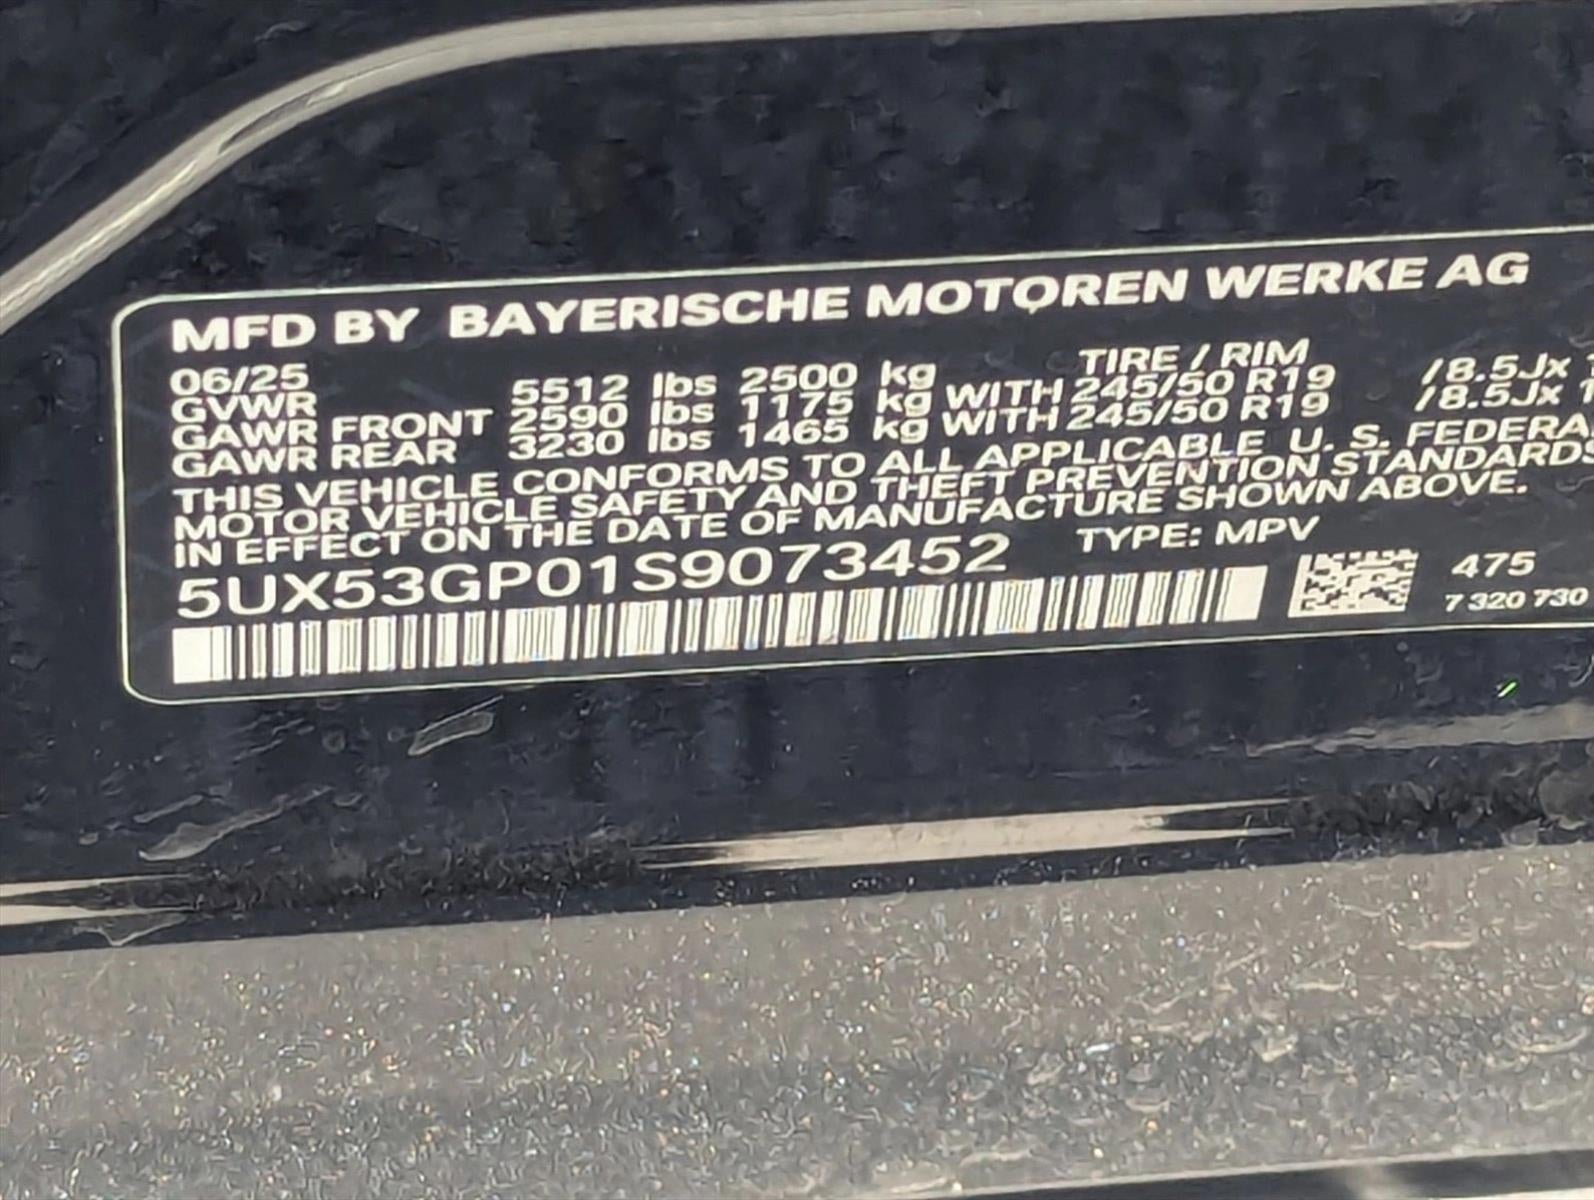 MFD BY BAYERISCHE MOTOREN WERKE AG
06/25 TIRE / RIM
GVWR 5512 lbs 2500 kg
GAWR FRONT 2590 lbs 1175 kg WITH 245/50 R19 /8.5Jx
GAWR REAR 3230 lbs 1465 kg WITH 245/50 R19 /8.5Jx
THIS VEHICLE CONFORMS TO ALL APPLICABLE U. S. FEDERA
MOTOR VEHICLE SAFETY AND THEFT PREVENTION STANDARDS
IN EFFECT ON THE DATE OF MANUFACTURE SHOWN ABOVE.
5UX53GP01S9073452 TYPE: MPV
475
7 320 730